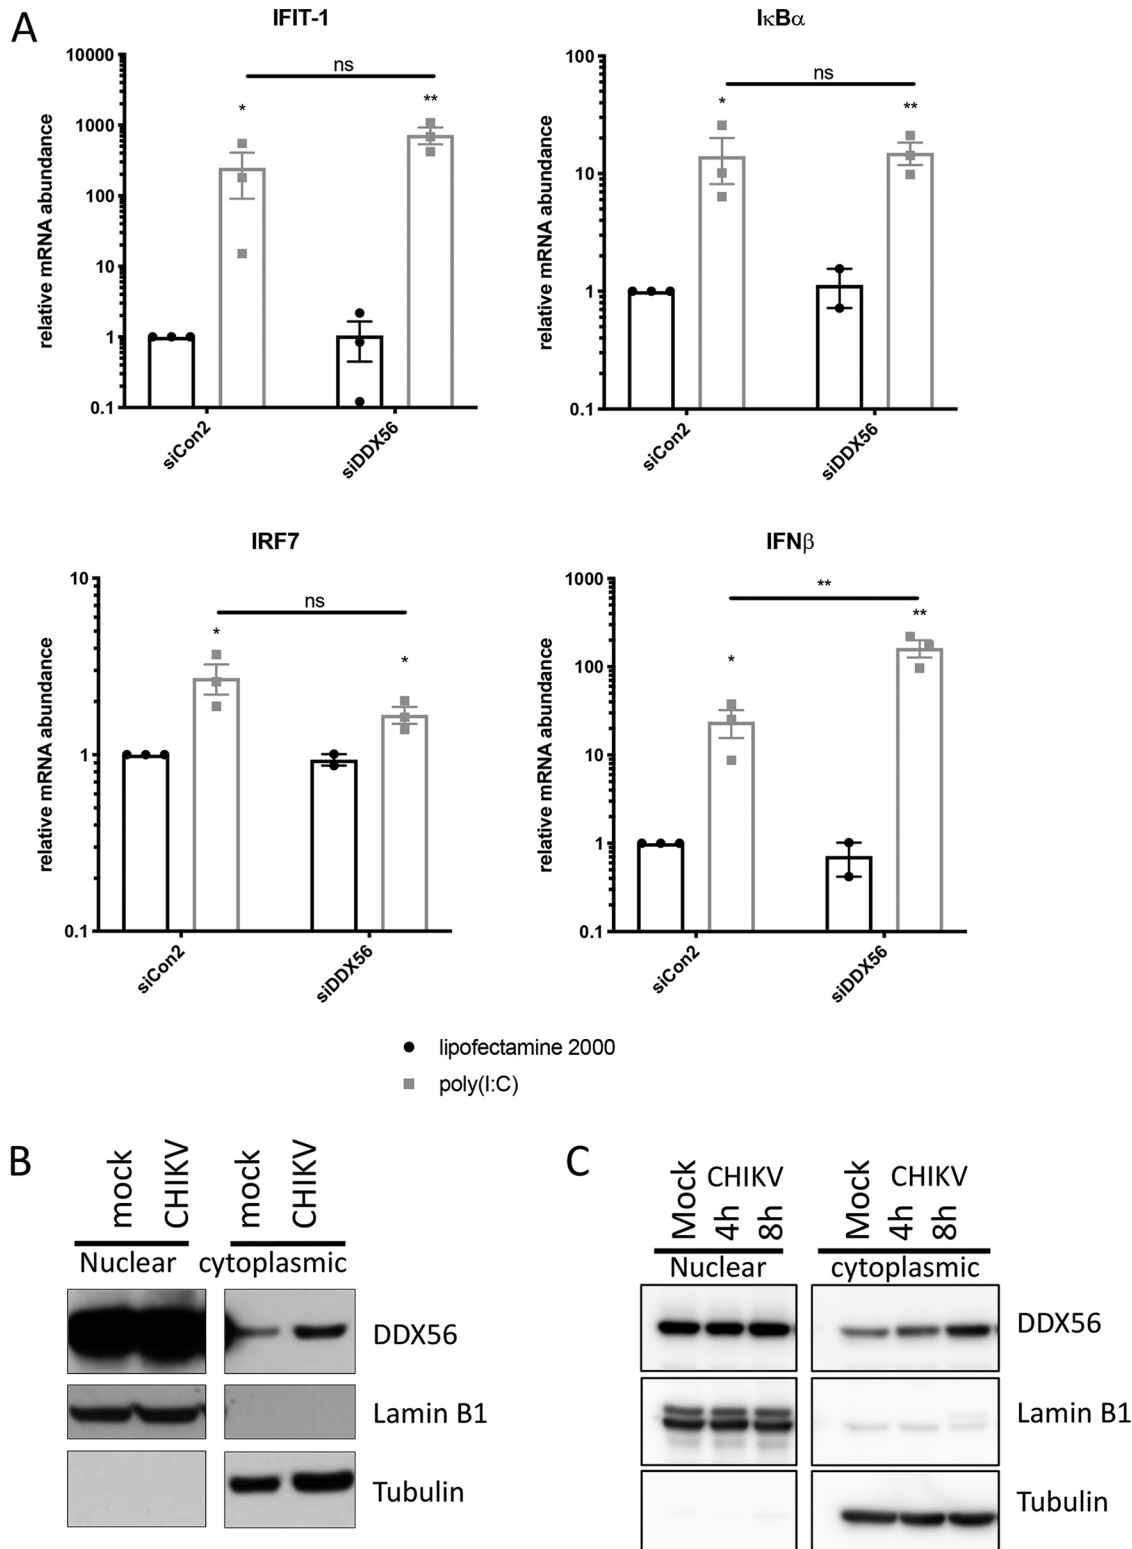 A
IFIT-1
10000
1000
100
10
1
0.1
relative mRNA abundance
ns
*
**
siCon2
siDDX56
IκBα
100
10
1
0.1
relative mRNA abundance
ns
*
**
siCon2
siDDX56
IRF7
10
1
0.1
relative mRNA abundance
ns
*
*
siCon2
siDDX56
IFNβ
1000
100
10
1
0.1
relative mRNA abundance
**
*
**
siCon2
siDDX56
lipofectamine 2000
poly(I:C)
B
mock
CHIKV
mock
CHIKV
Nuclear
cytoplasmic
DDX56
Lamin B1
Tubulin
C
Mock
CHIKV
4h
8h
Mock
CHIKV
4h
8h
Nuclear
cytoplasmic
DDX56
Lamin B1
Tubulin